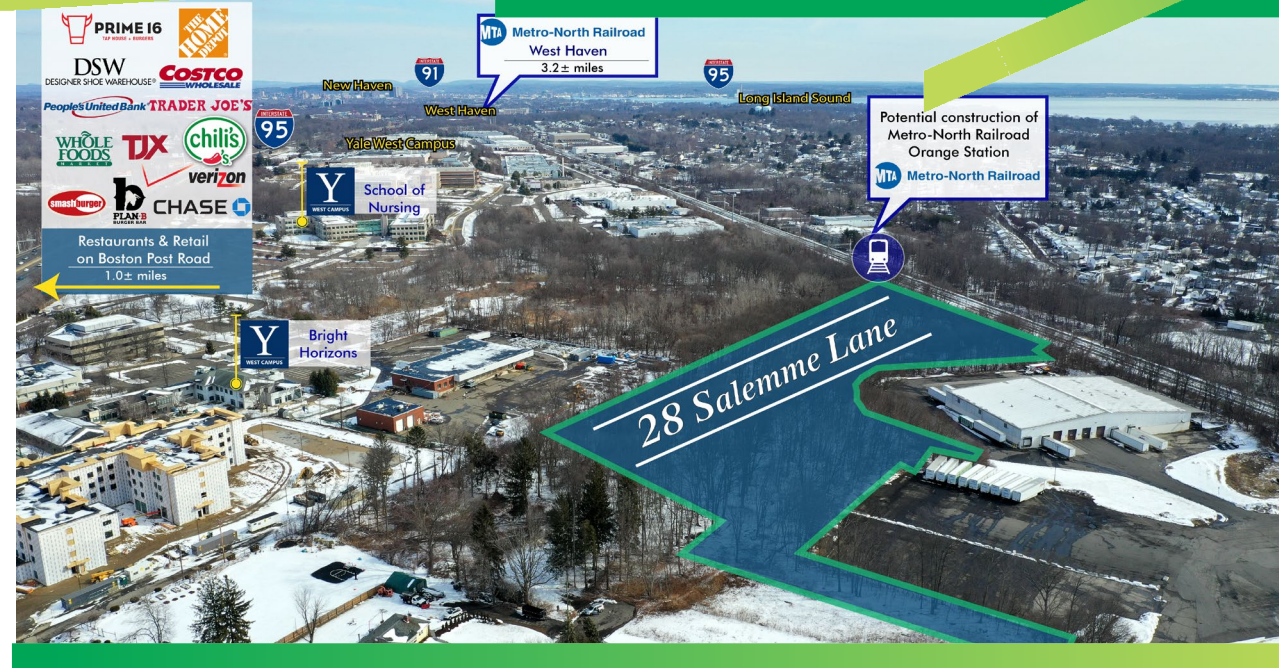 PRIME 16
TAP HOUSE + BURGERS
THE
HOME
DEPOT
DSW
DESIGNER SHOE WAREHOUSE®
COSTCO
WHOLESALE
People's United Bank
TRADER JOE'S
WHÔLE
FOODS
MARKET
TJX
chili's
verizon
smashburger
b
PLAN B
BURGER BAR
CHASE
Restaurants & Retail
on Boston Post Road
1.0± miles
MTA Metro-North Railroad
West Haven
3.2± miles
INTERSTATE
91
INTERSTATE
95
New Haven
West Haven
Long Island Sound
INTERSTATE
95
Yale West Campus
Y
WEST CAMPUS
School of
Nursing
Potential construction of
Metro-North Railroad
Orange Station
MTA Metro-North Railroad
Y
WEST CAMPUS
Bright
Horizons
28 Salemme Lane